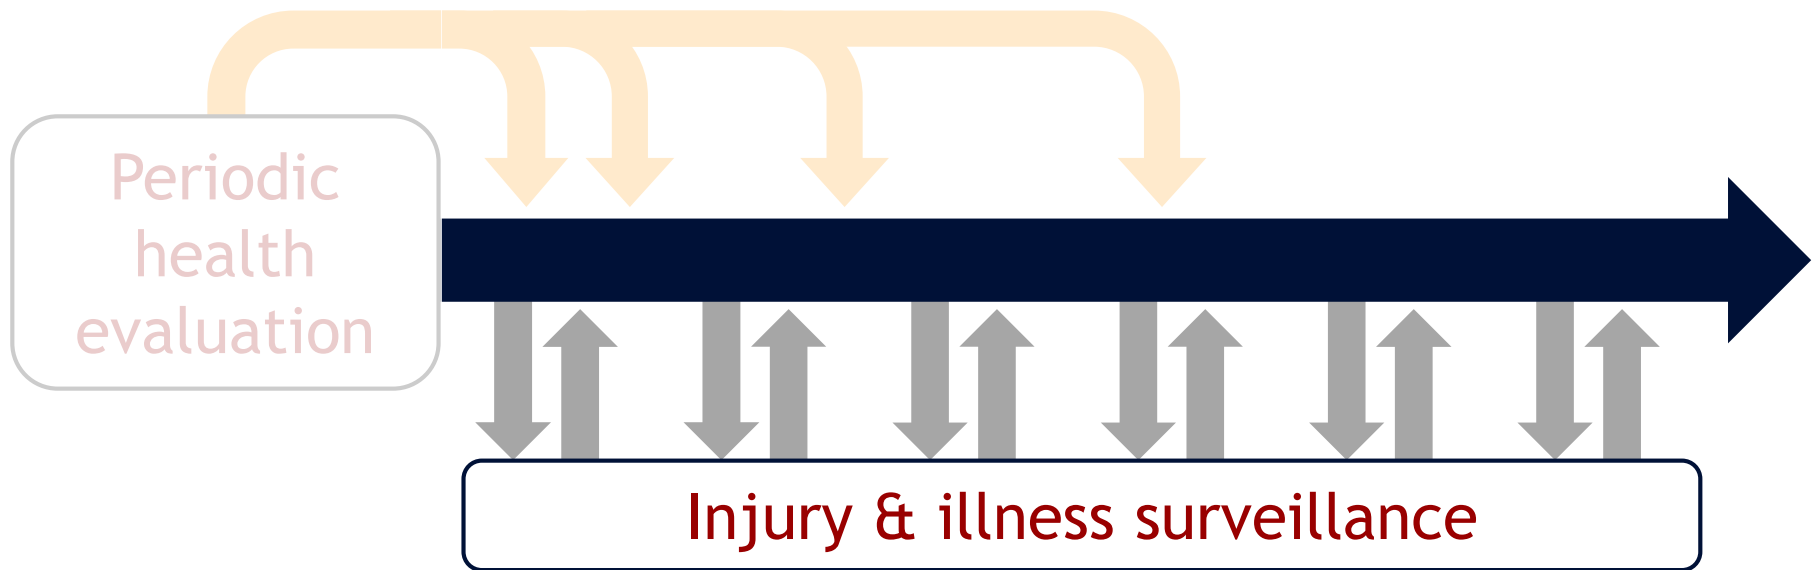 Periodic
health
evaluation
Injury & illness surveillance